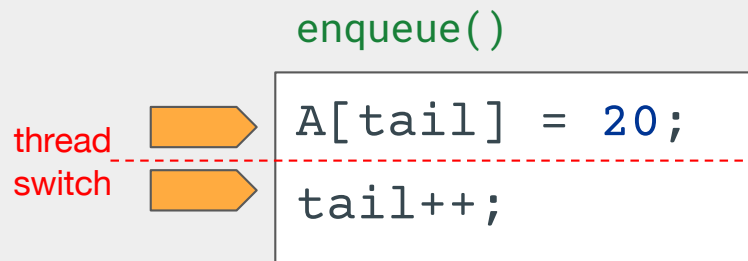 enqueue()
A[tail] = 20;
thread
switch
tail++;